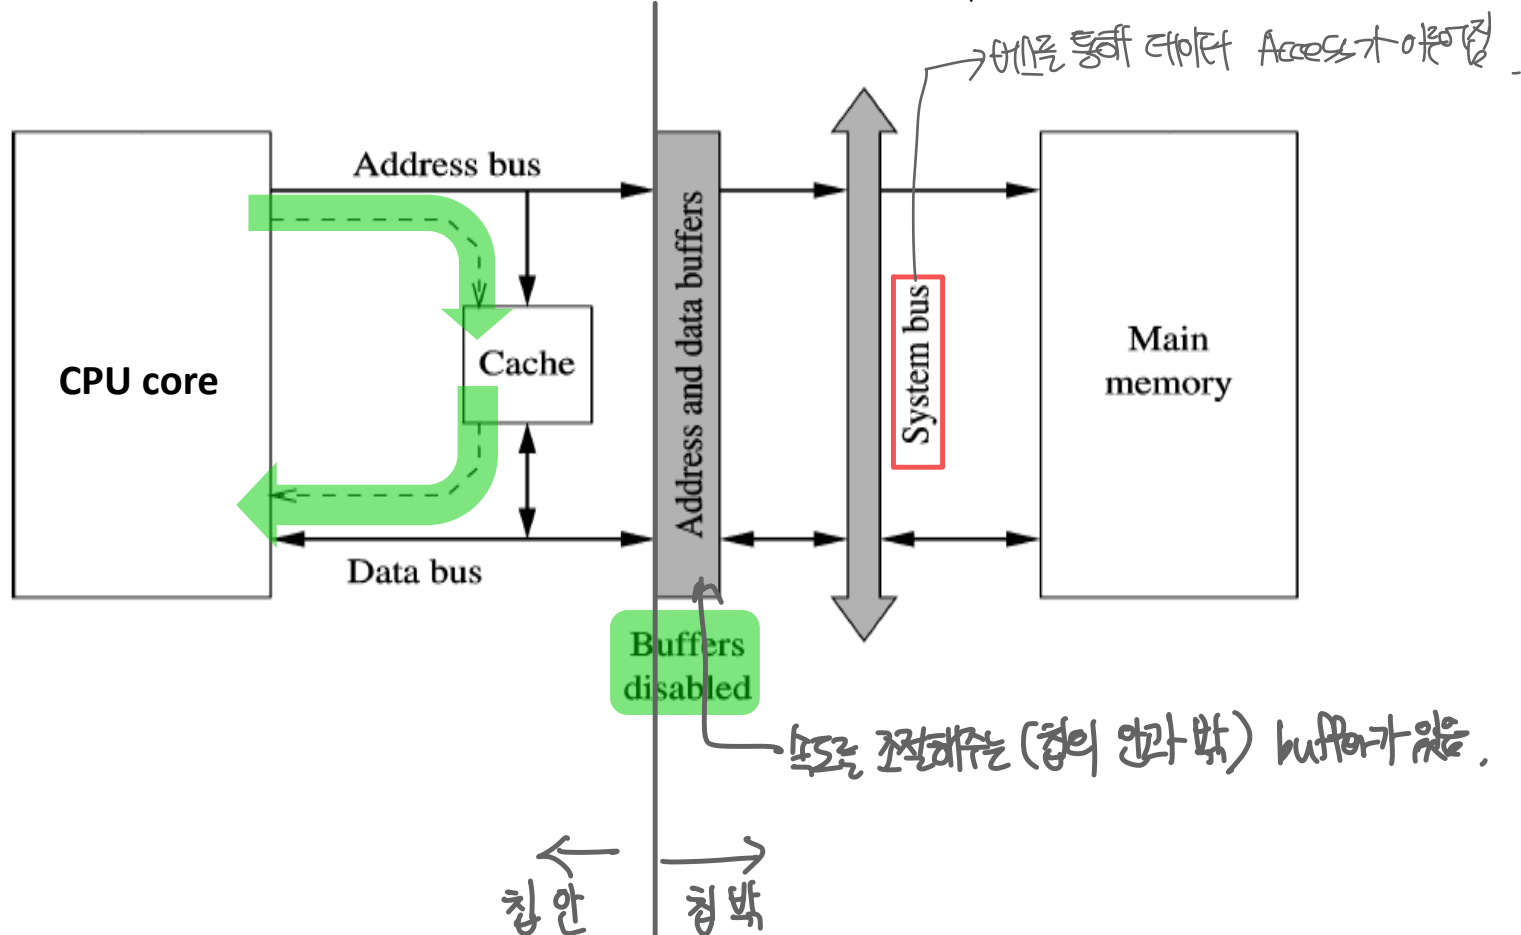 버스를 통해 데이터 Access가 이루어짐.
Address bus
CPU core
Cache
Address and data buffers
System bus
Main
memory
Data bus
Buffers
disabled
속도를 조절해주는 (칩의 안과 밖) buffer가 있음.
칩 안
칩 밖